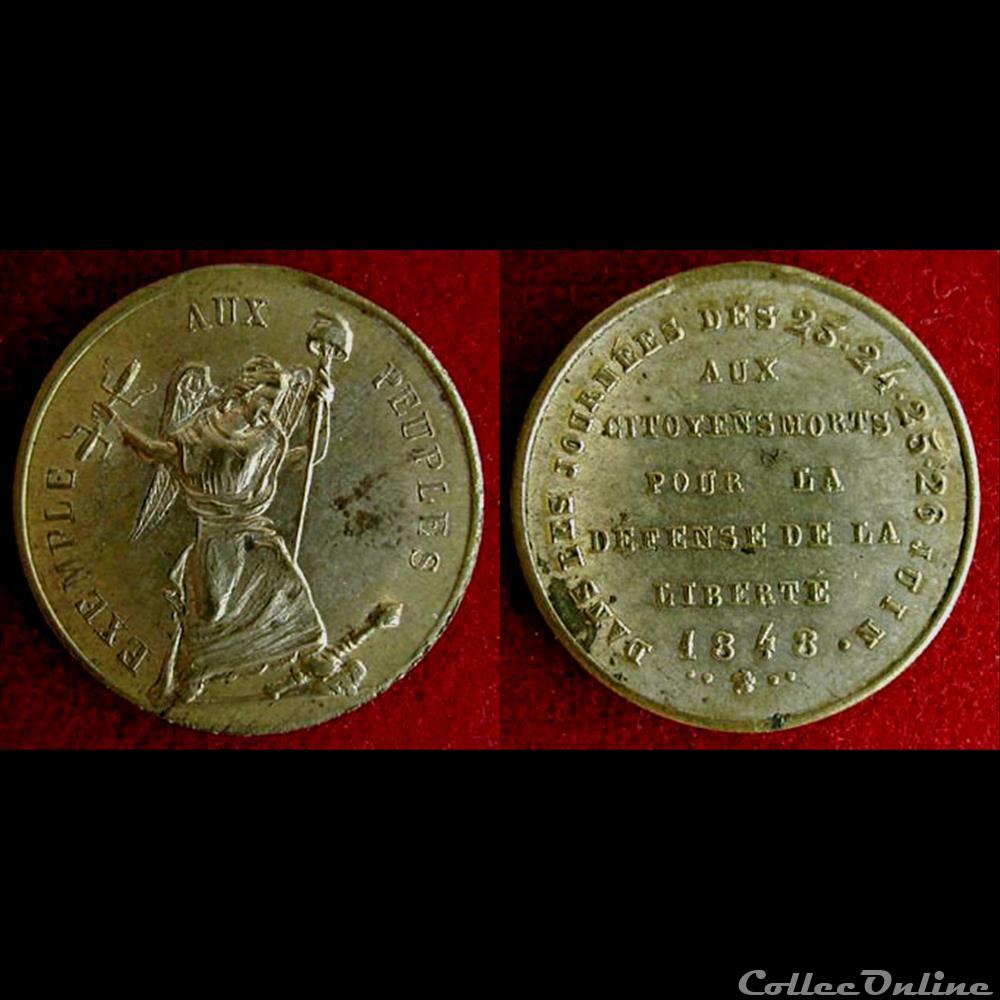 EXEMPLE AUX PEUPLES
DANS LES JOURNÉES DES 23·24·25·26 JUIN ·
AUX
CITOYENS MORTS
POUR LA
DÉFENSE DE LA
LIBERTÉ
1848
ColleeOnline